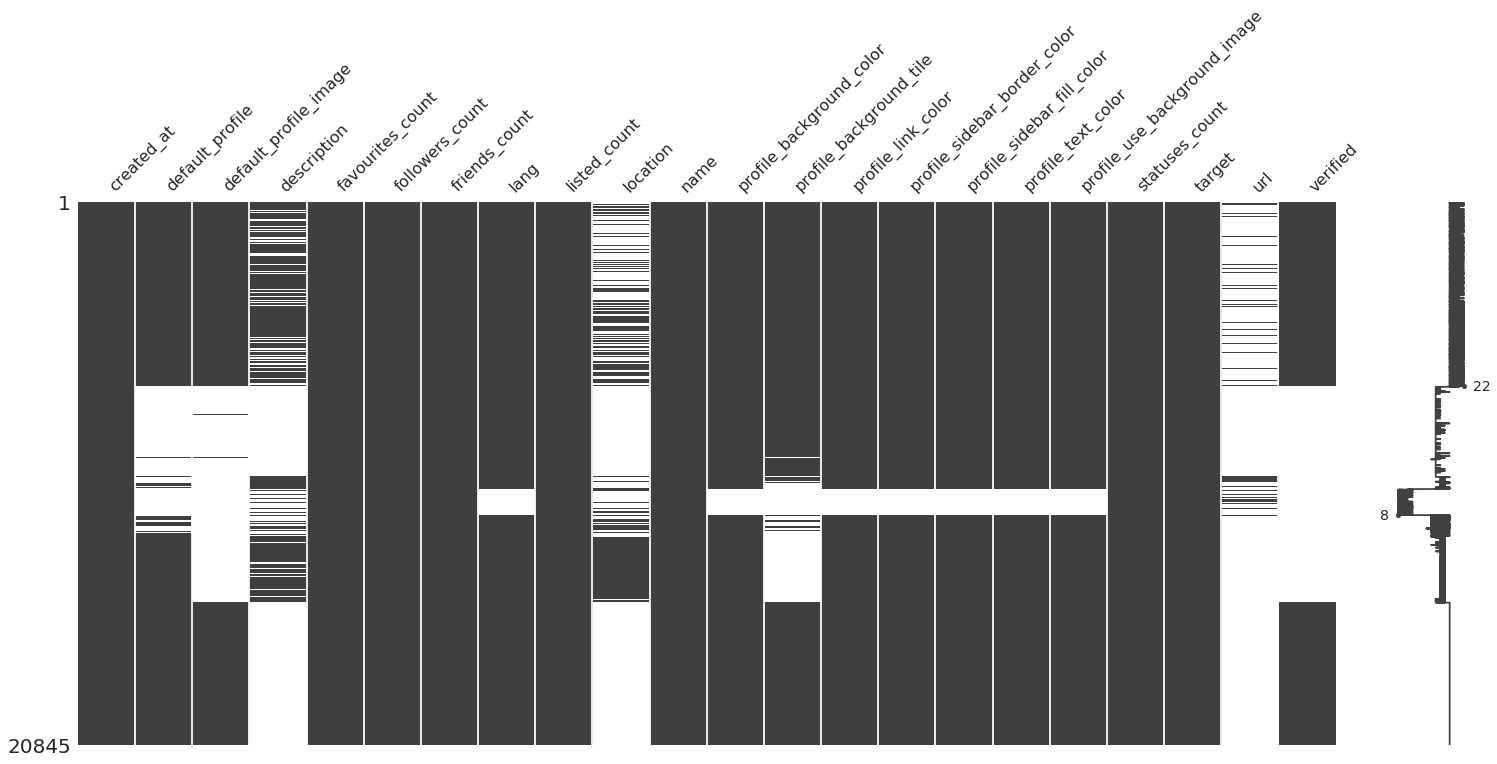 created_at
default_profile
default_profile_image
description
favourites_count
followers_count
friends_count
lang
listed_count
location
name
profile_background_color
profile_background_tile
profile_link_color
profile_sidebar_border_color
profile_sidebar_fill_color
profile_text_color
profile_use_background_image
statuses_count
target
url
verified
1
22
8
20845